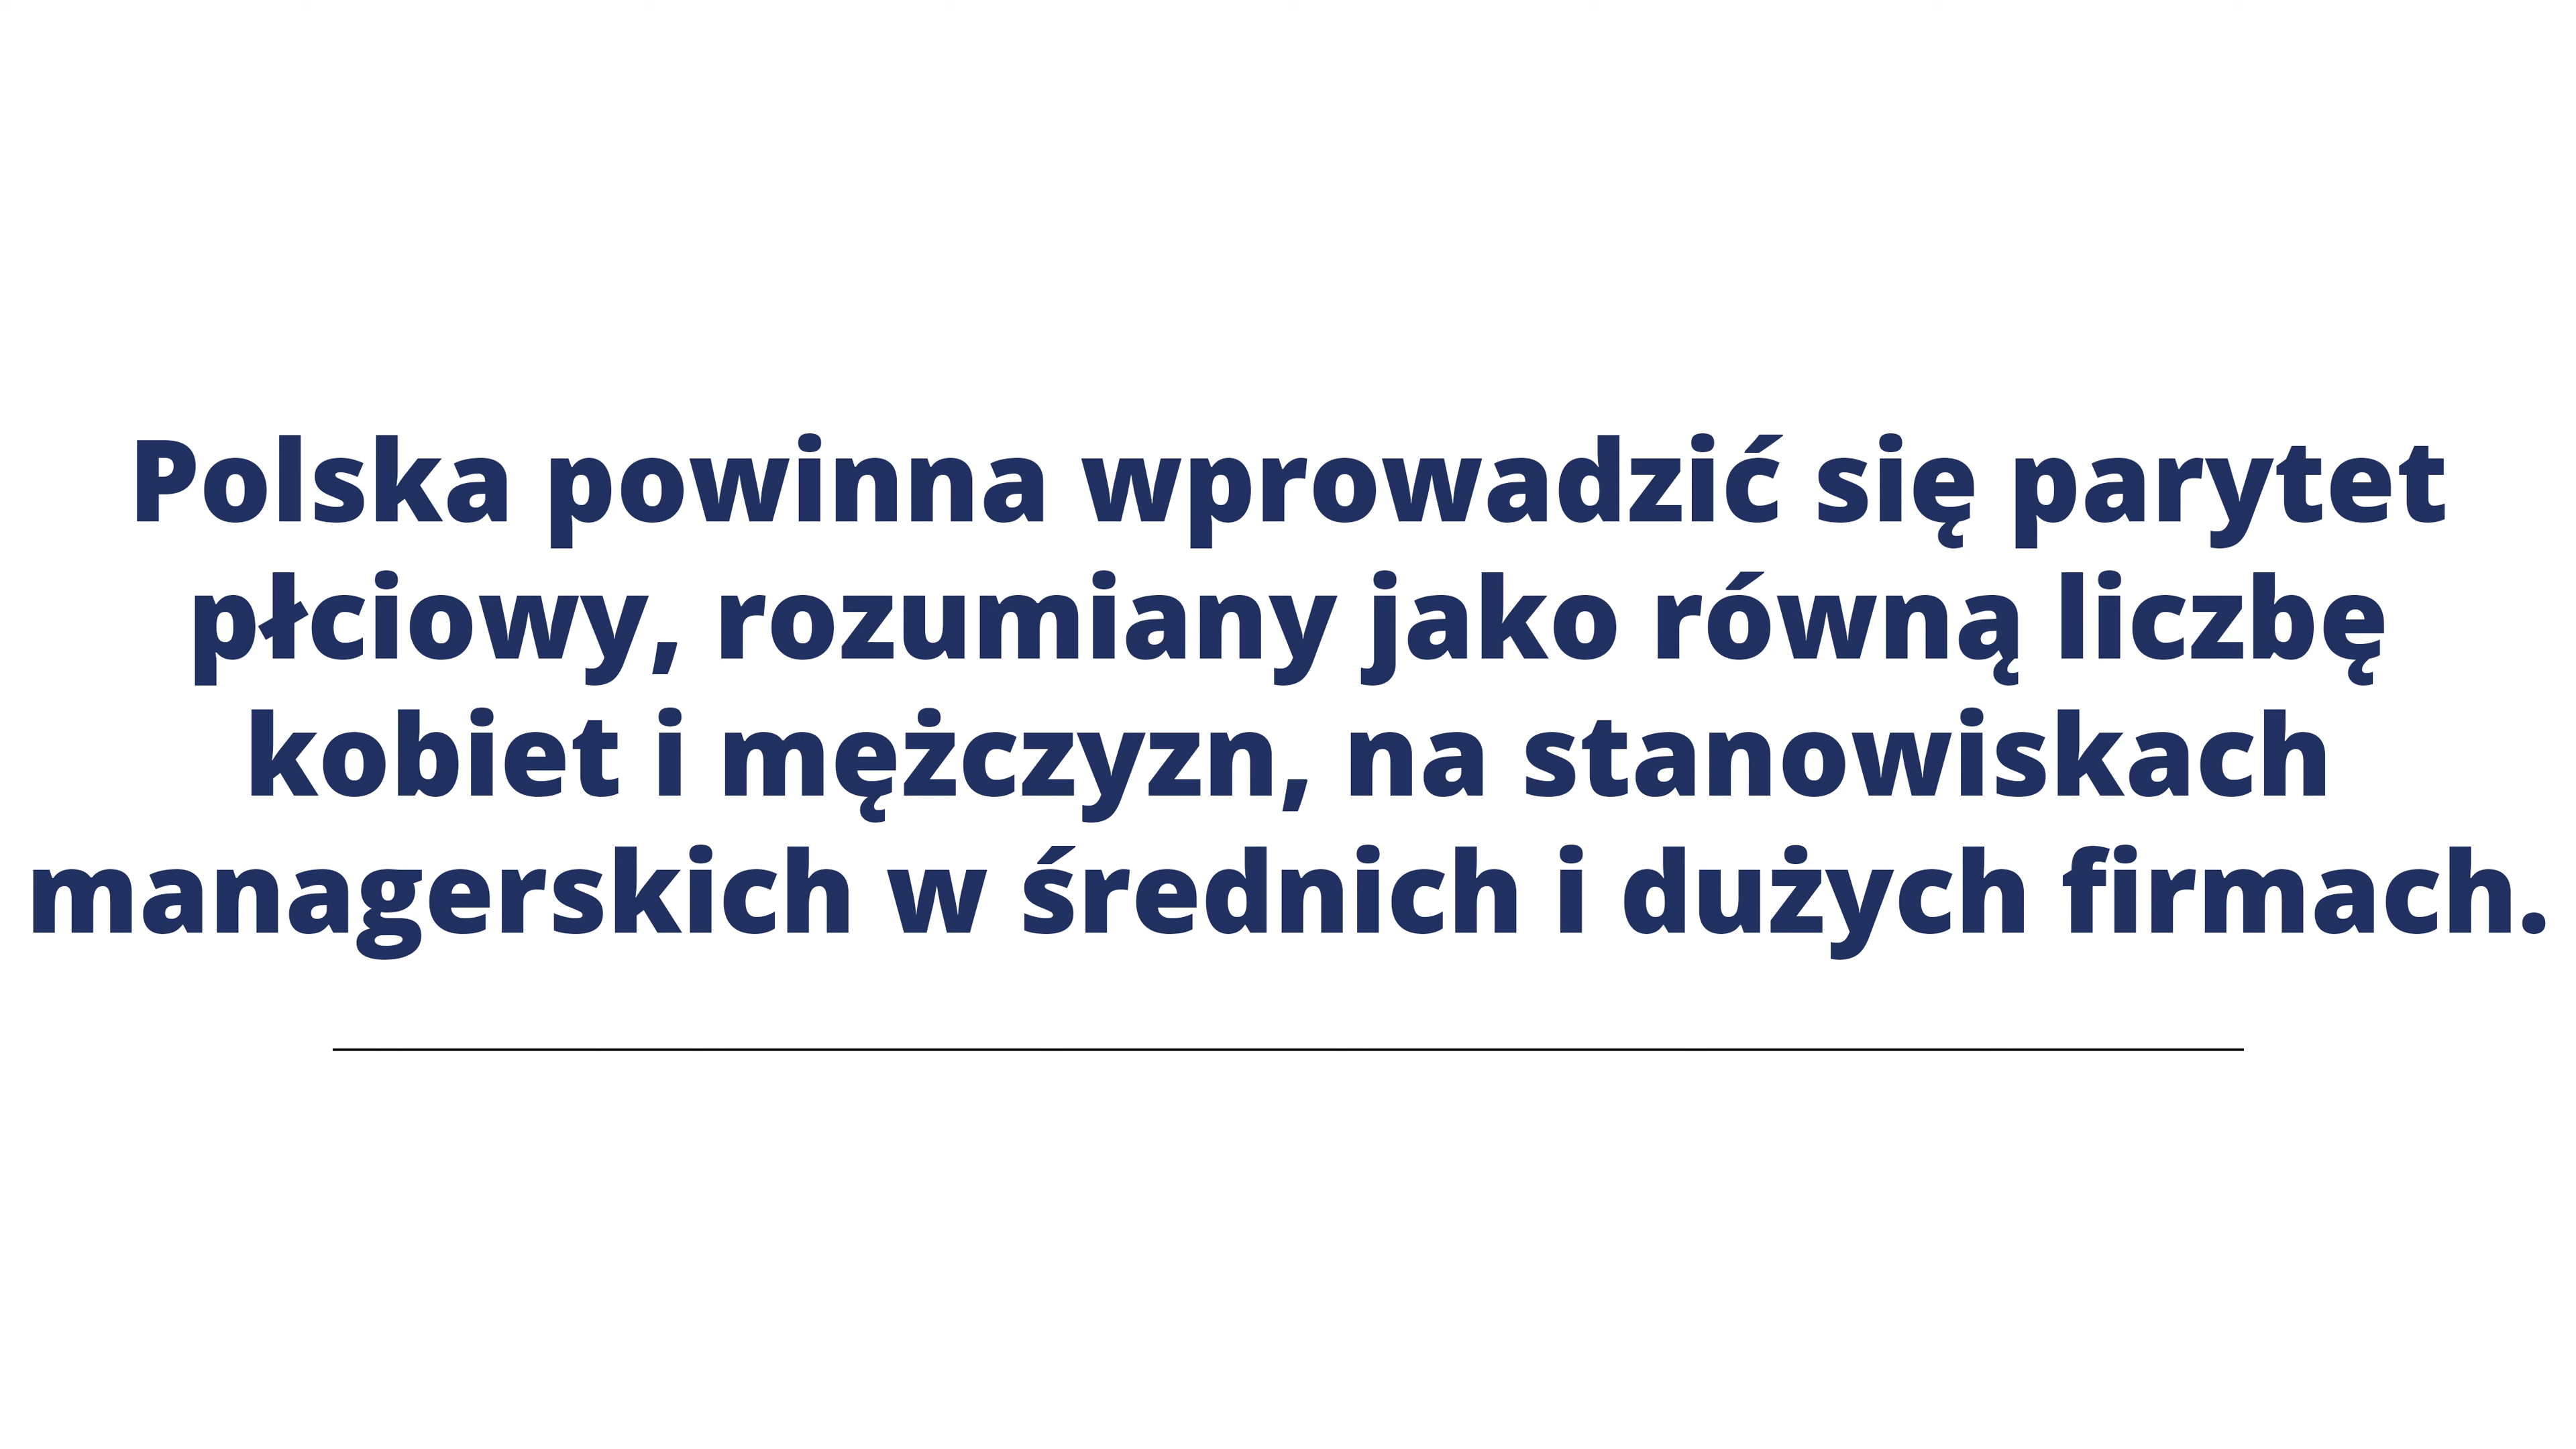 Polska powinna wprowadzić się parytet
płciowy, rozumiany jako równą liczbę
kobiet i mężczyzn, na stanowiskach
managerskich w średnich i dużych firmach.